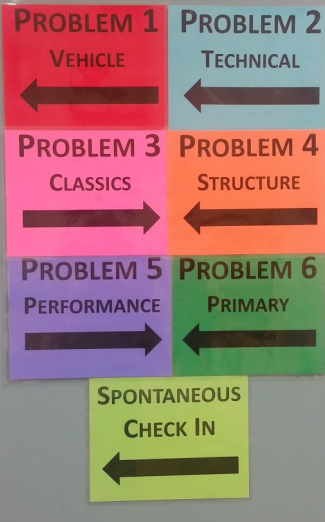 PROBLEM 1
VEHICLE
PROBLEM 2
TECHNICAL
PROBLEM 3
CLASSICS
PROBLEM 4
STRUCTURE
PROBLEM 5
PERFORMANCE
PROBLEM 6
PRIMARY
SPONTANEOUS
CHECK IN